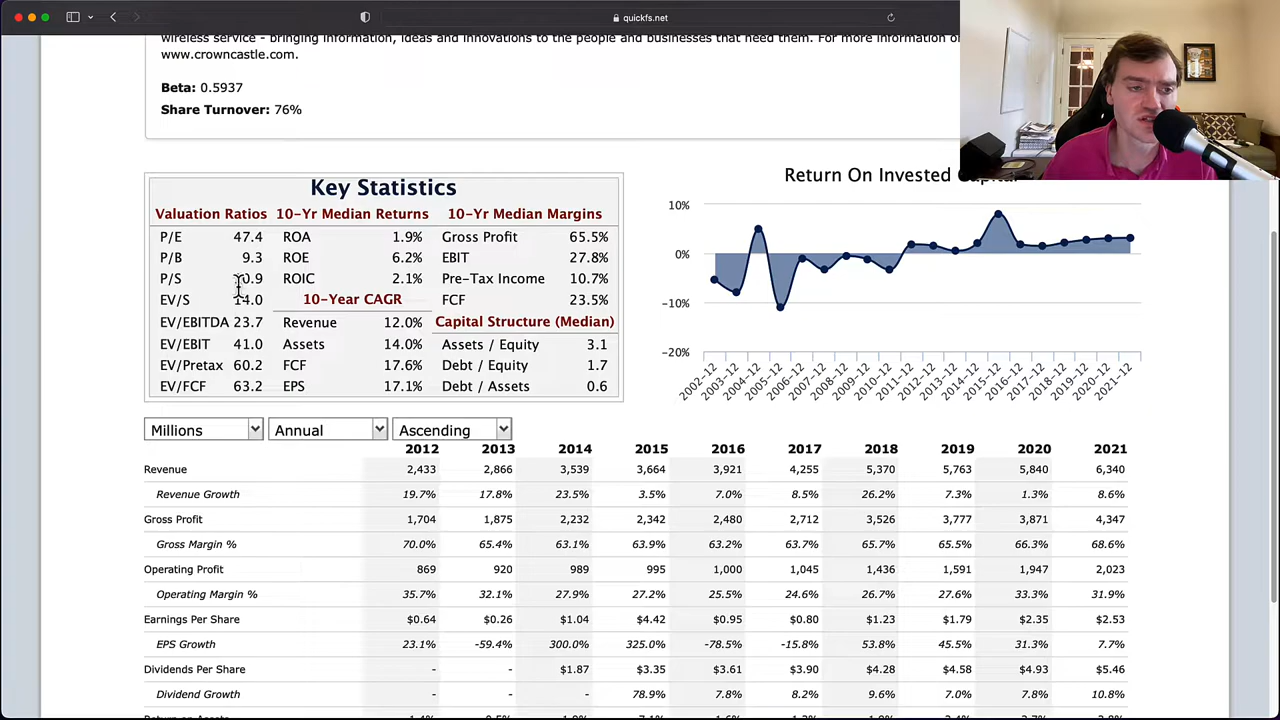 quickfs.net
wireless service - bringing information, ideas and innovations to the people and businesses that need them. For more information
www.crowncastle.com.
Beta: 0.5937
Share Turnover: 76%
Key Statistics
Valuation Ratios 10-Yr Median Returns 10-Yr Median Margins
P/E 47.4 ROA 1.9% Gross Profit 65.5%
P/B 9.3 ROE 6.2% EBIT 27.8%
P/S ROIC 2.1% Pre-Tax Income 10.7%
EV/S 14.0 10-Year CAGR FCF 23.5%
EV/EBITDA 23.7 Revenue 12.0% Capital Structure (Median)
EV/EBIT 41.0 Assets 14.0% Assets / Equity 3.1
EV/Pretax 60.2 FCF 17.6% Debt / Equity 1.7
EV/FCF 63.2 EPS 17.1% Debt / Assets 0.6
Return On Invested
10%
0%
-10%
-20%
2002-12 2003-12 2004-12 2005-12 2006-12 2007-12 2008-12 2009-12 2010-12 2011-12 2012-12 2013-12 2014-12 2015-12 2016-12 2017-12 2018-12 2019-12 2020-12 2021-12
Millions Annual Ascending
2012 2013 2014 2015 2016 2017 2018 2019 2020 2021
Revenue 2,433 2,866 3,539 3,664 3,921 4,255 5,370 5,763 5,840 6,340
Revenue Growth 19.7% 17.8% 23.5% 3.5% 7.0% 8.5% 26.2% 7.3% 1.3% 8.6%
Gross Profit 1,704 1,875 2,232 2,342 2,480 2,712 3,526 3,777 3,871 4,347
Gross Margin % 70.0% 65.4% 63.1% 63.9% 63.2% 63.7% 65.7% 65.5% 66.3% 68.6%
Operating Profit 869 920 989 995 1,000 1,045 1,436 1,591 1,947 2,023
Operating Margin % 35.7% 32.1% 27.9% 27.2% 25.5% 24.6% 26.7% 27.6% 33.3% 31.9%
Earnings Per Share $0.64 $0.26 $1.04 $4.42 $0.95 $0.80 $1.23 $1.79 $2.35 $2.53
EPS Growth 23.1% -59.4% 300.0% 325.0% -78.5% -15.8% 53.8% 45.5% 31.3% 7.7%
Dividends Per Share - - $1.87 $3.35 $3.61 $3.90 $4.28 $4.58 $4.93 $5.46
Dividend Growth - - - 78.9% 7.8% 8.2% 9.6% 7.0% 7.8% 10.8%